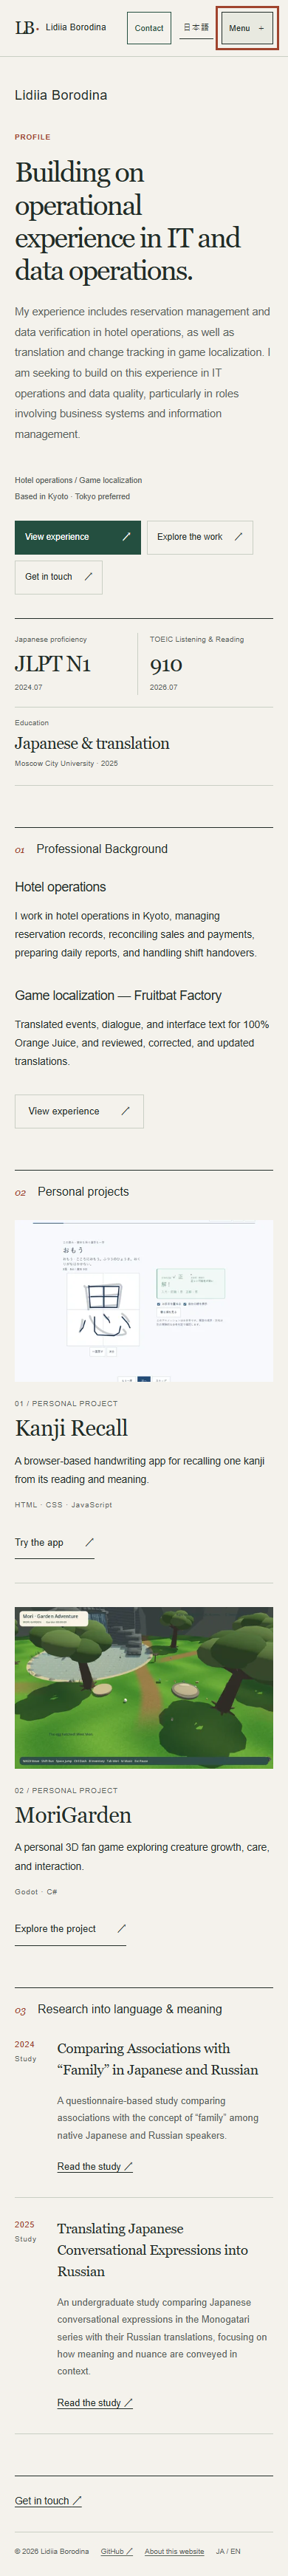 LB. Lidiia Borodina Contact 日本語 Menu +
Lidiia Borodina
PROFILE
Building on
operational
experience in IT and
data operations.
My experience includes reservation management and
data verification in hotel operations, as well as
translation and change tracking in game localization. I
am seeking to build on this experience in IT
operations and data quality, particularly in roles
involving business systems and information
management.
Hotel operations / Game localization
Based in Kyoto · Tokyo preferred
View experience
Explore the work
Get in touch
Japanese proficiency
JLPT N1
2024.07
TOEIC Listening & Reading
910
2026.07
Education
Japanese & translation
Moscow City University · 2025
01 Professional Background
Hotel operations
I work in hotel operations in Kyoto, managing
reservation records, reconciling sales and payments,
preparing daily reports, and handling shift handovers.
Game localization — Fruitbat Factory
Translated events, dialogue, and interface text for 100%
Orange Juice, and reviewed, corrected, and updated
translations.
View experience
02 Personal projects
おもう
思
01 / PERSONAL PROJECT
Kanji Recall
A browser-based handwriting app for recalling one kanji
from its reading and meaning.
HTML · CSS · JavaScript
Try the app
Mori · Garden Adventure
02 / PERSONAL PROJECT
MoriGarden
A personal 3D fan game exploring creature growth, care,
and interaction.
Godot · C#
Explore the project
03 Research into language & meaning
2024
Study
Comparing Associations with
“Family” in Japanese and Russian
A questionnaire-based study comparing
associations with the concept of “family” among
native Japanese and Russian speakers.
Read the study
2025
Study
Translating Japanese
Conversational Expressions into
Russian
An undergraduate study comparing Japanese
conversational expressions in the Monogatari
series with their Russian translations, focusing on
how meaning and nuance are conveyed in
context.
Read the study
Get in touch
© 2026 Lidiia Borodina GitHub About this website JA / EN